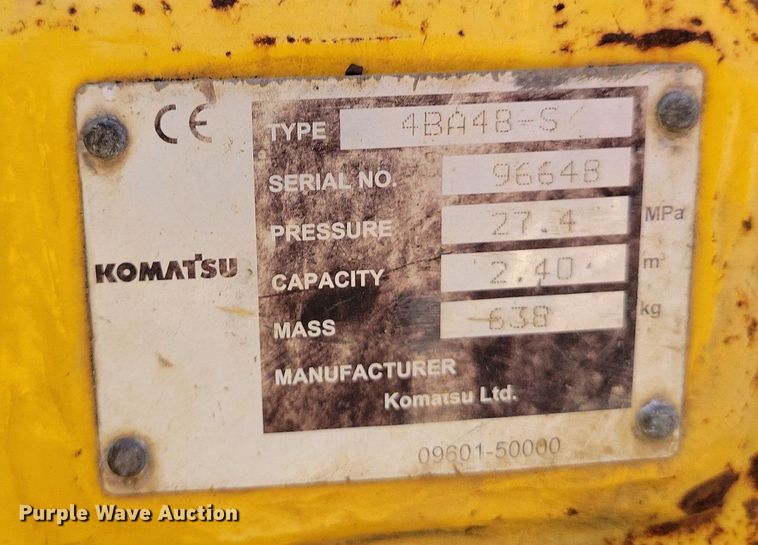 CE
TYPE 4BA48-S
SERIAL NO. 96648
PRESSURE 27.4 MPa
KOMATSU
CAPACITY 2.40 m³
MASS 638 kg
MANUFACTURER
Komatsu Ltd.
09601-50000
Purple Wave Auction